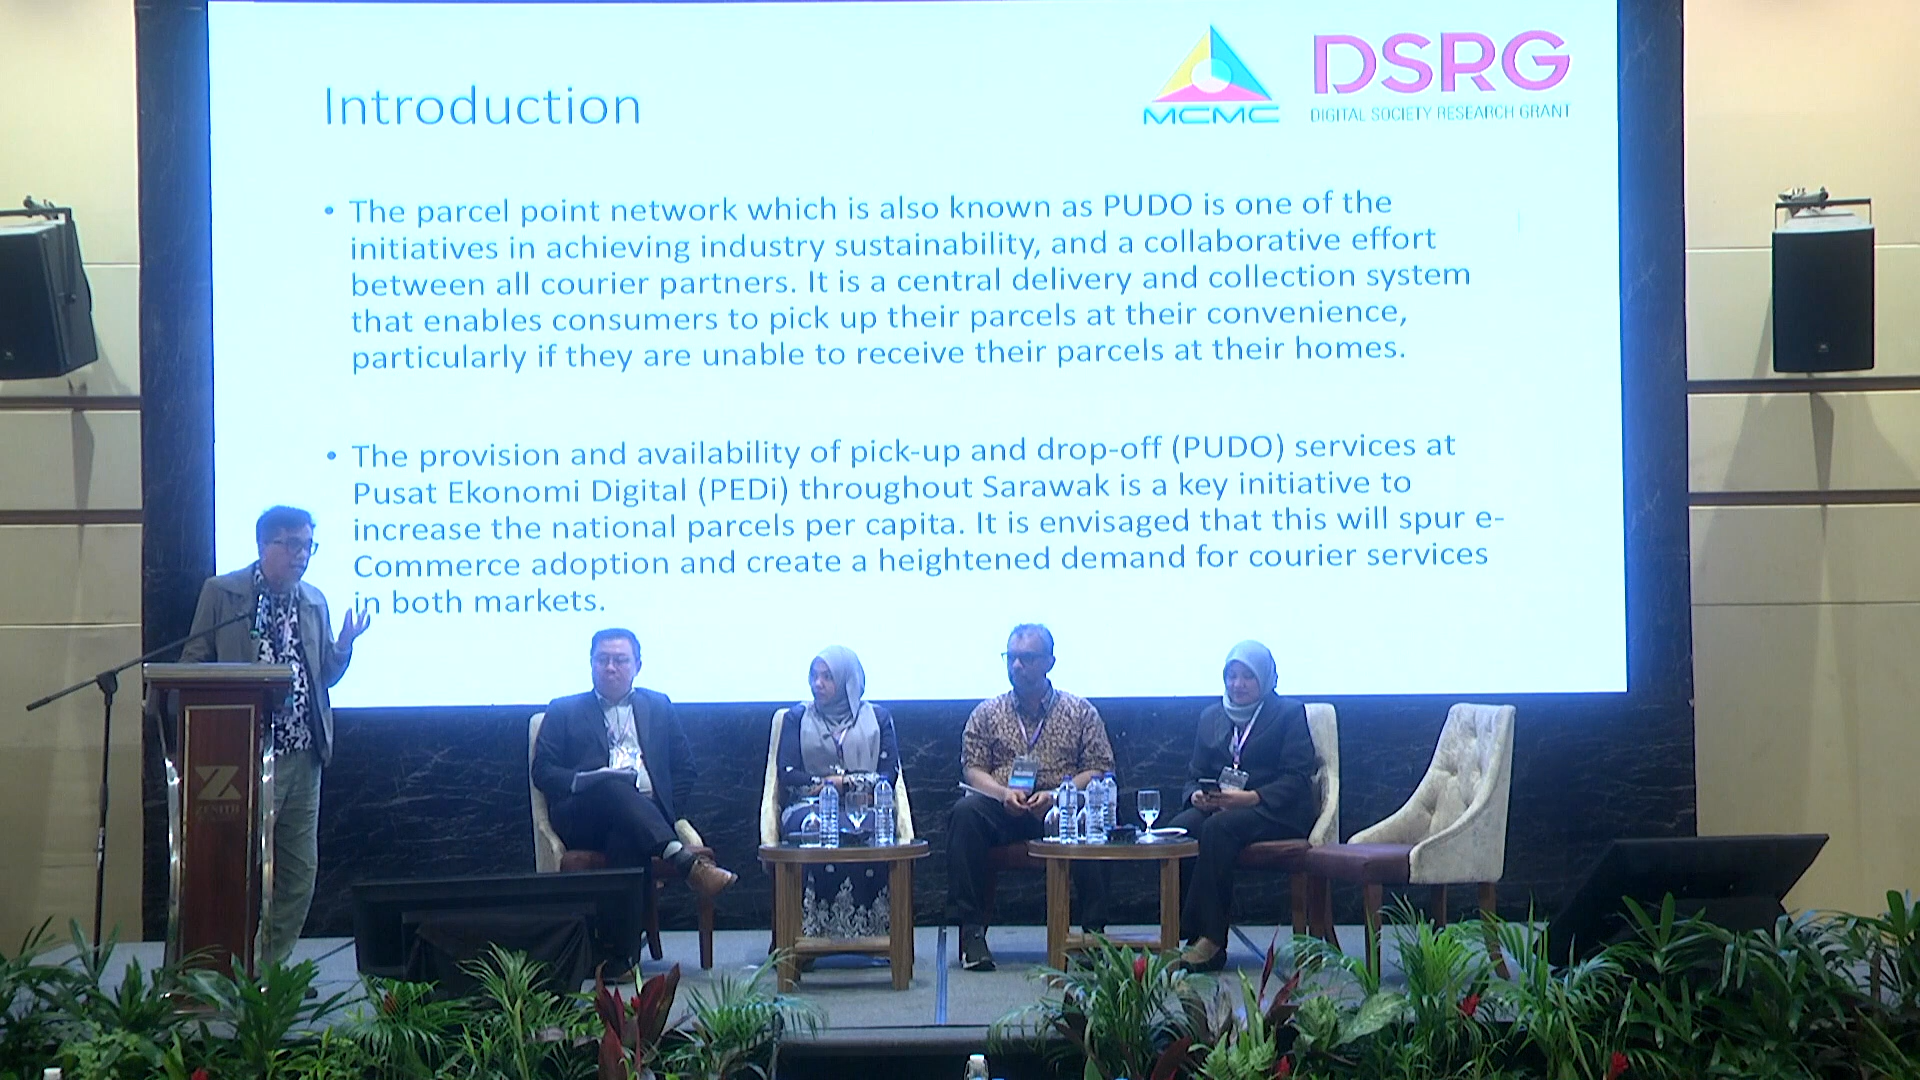 MCMC
DSRG
DIGITAL SOCIETY RESEARCH GRANT
Introduction
• The parcel point network which is also known as PUDO is one of the
initiatives in achieving industry sustainability, and a collaborative effort
between all courier partners. It is a central delivery and collection system
that enables consumers to pick up their parcels at their convenience,
particularly if they are unable to receive their parcels at their homes.
• The provision and availability of pick-up and drop-off (PUDO) services at
Pusat Ekonomi Digital (PEDi) throughout Sarawak is a key initiative to
increase the national parcels per capita. It is envisaged that this will spur e-
Commerce adoption and create a heightened demand for courier services
in both markets.
ZENITH